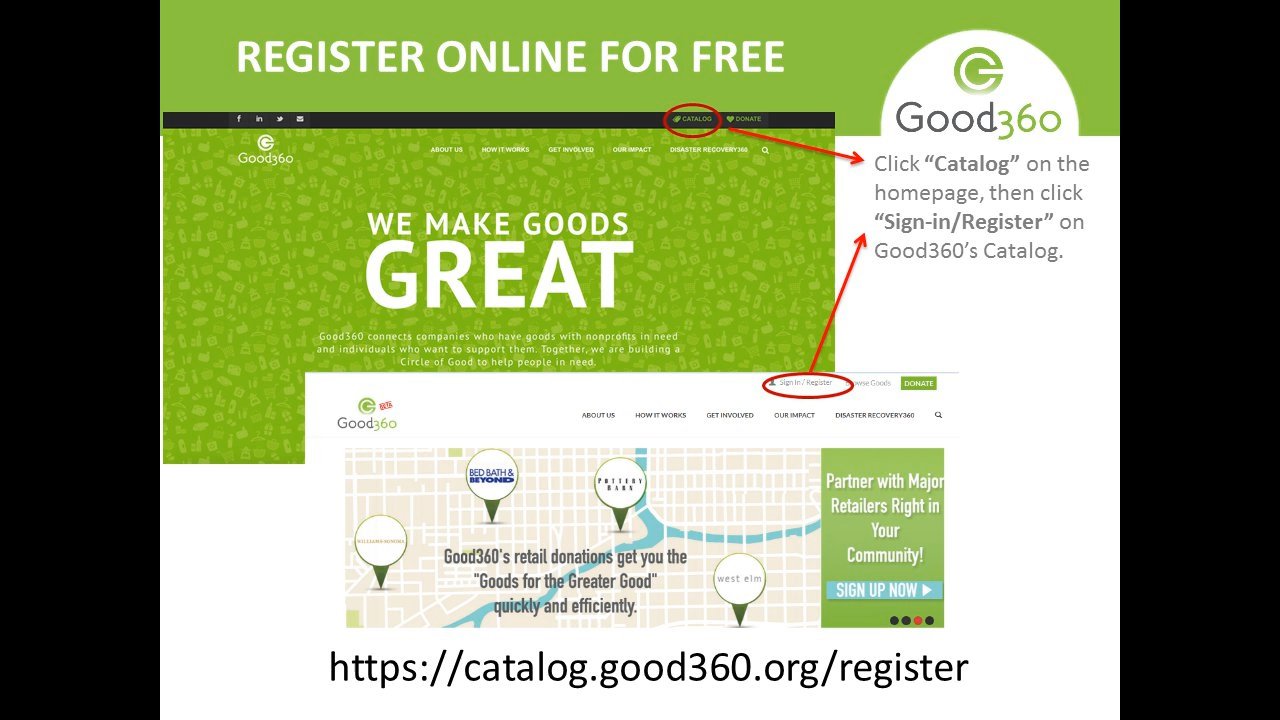 REGISTER ONLINE FOR FREE
Good360
CATALOG
DONATE
Good360
ABOUT US
HOW IT WORKS
GET INVOLVED
OUR IMPACT
DISASTER RECOVERY360
Click “Catalog” on the
homepage, then click
“Sign-in/Register” on
Good360’s Catalog.
WE MAKE GOODS
GREAT
Good360 connects companies who have goods with nonprofits in need
and individuals who want to support them. Together, we are building a
Circle of Good to help people in need.
Sign In / Register
Browse Goods
DONATE
Good360
BETA
ABOUT US
HOW IT WORKS
GET INVOLVED
OUR IMPACT
DISASTER RECOVERY360
BED BATH &
BEYOND
POTTERY
BARN
WILLIAMS-SONOMA
west elm
Good360's retail donations get you the
"Goods for the Greater Good"
quickly and efficiently.
Partner with Major
Retailers Right in
Your
Community!
SIGN UP NOW
https://catalog.good360.org/register